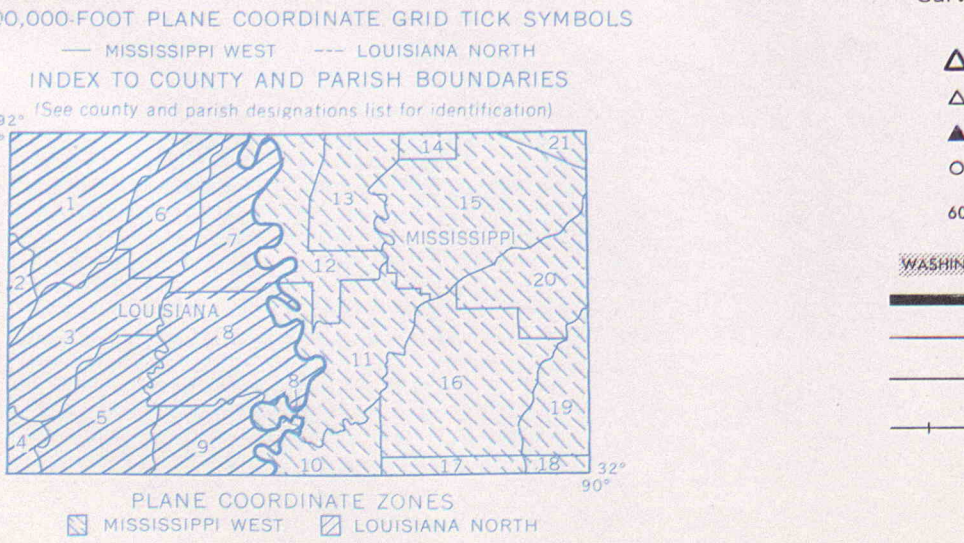 00,000-FOOT PLANE COORDINATE GRID TICK SYMBOLS
MISSISSIPPI WEST --- LOUISIANA NORTH
INDEX TO COUNTY AND PARISH BOUNDARIES
(See county and parish designations list for identification)
92°
14
21
1
13
15
6
7
MISSISSIPPI
12
2
20
LOUISIANA
3
8
11
16
8
5
19
4
9
10
17
18
32°
90°
PLANE COORDINATE ZONES
MISSISSIPPI WEST LOUISIANA NORTH
60
WASHIN